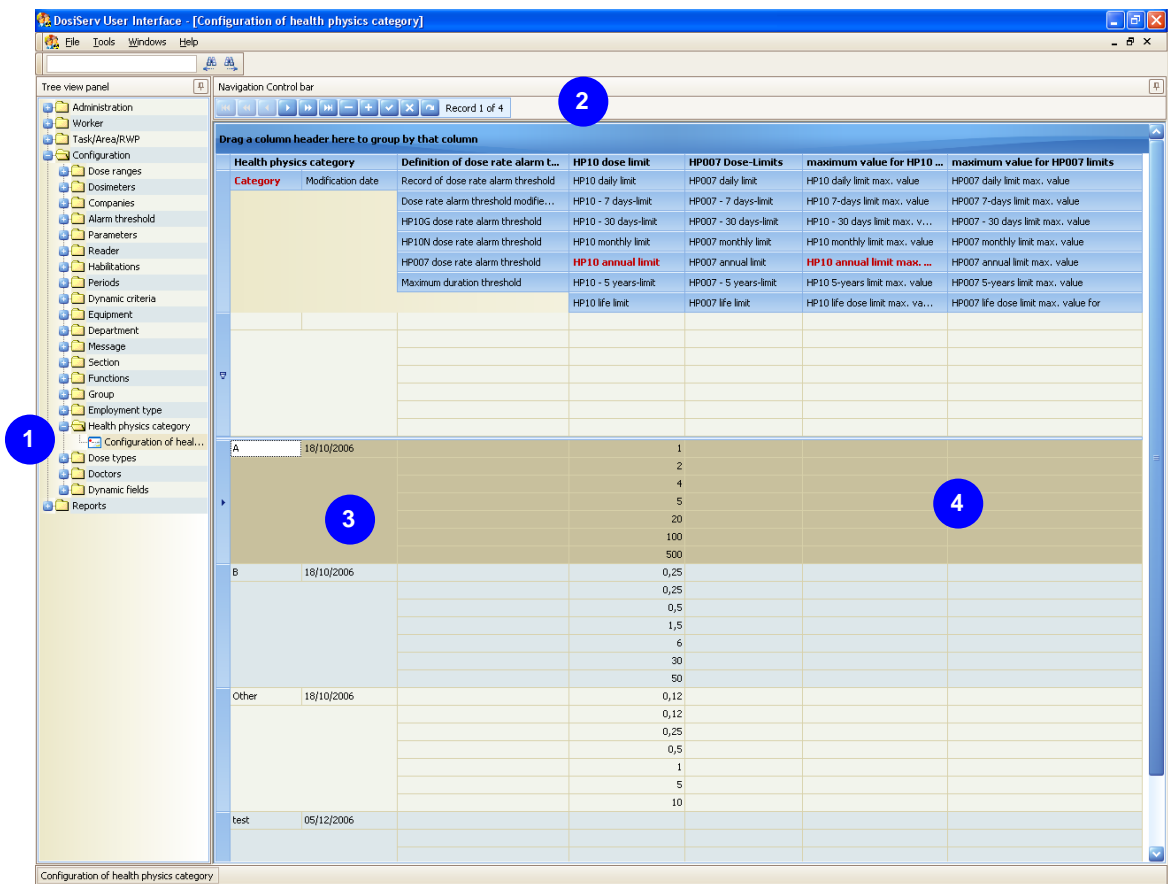 DosiServ User Interface - [Configuration of health physics category]
File Tools Windows Help
Tree view panel
Navigation Control bar
Administration
Worker
Task/Area/RWP
Configuration
Dose ranges
Dosimeters
Companies
Alarm threshold
Parameters
Reader
Habilitations
Periods
Dynamic criteria
Equipment
Department
Message
Section
Functions
Group
Employment type
Health physics category
Configuration of heal...
Dose types
Doctors
Dynamic fields
Reports
1
Record 1 of 4
2
Drag a column header here to group by that column
Health physics category Definition of dose rate alarm t... HP10 dose limit HP007 Dose-Limits maximum value for HP10 ... maximum value for HP007 limits
Category Modification date Record of dose rate alarm threshold HP10 daily limit HP007 daily limit HP10 daily limit max. value HP007 daily limit max. value
Dose rate alarm threshold modifie... HP10 - 7 days-limit HP007 - 7 days-limit HP10 7-days limit max. value HP007 7-days limit max. value
HP10G dose rate alarm threshold HP10 - 30 days-limit HP007 - 30 days-limit HP10 - 30 days limit max. v... HP007 - 30 days limit max. value
HP10N dose rate alarm threshold HP10 monthly limit HP007 monthly limit HP10 monthly limit max. value HP007 monthly limit max. value
HP007 dose rate alarm threshold HP10 annual limit HP007 annual limit HP10 annual limit max. ... HP007 annual limit max. value
Maximum duration threshold HP10 - 5 years-limit HP007 - 5 years-limit HP10 5-years limit max. value HP007 5-years limit max. value
HP10 life limit HP007 life limit HP10 life dose limit max. va... HP007 life dose limit max. value for
A 18/10/2006 1
2
4
5
20
100
500
3
4
B 18/10/2006 0,25
0,25
0,5
1,5
6
30
50
Other 18/10/2006 0,12
0,12
0,25
0,5
1
5
10
test 05/12/2006
Configuration of health physics category